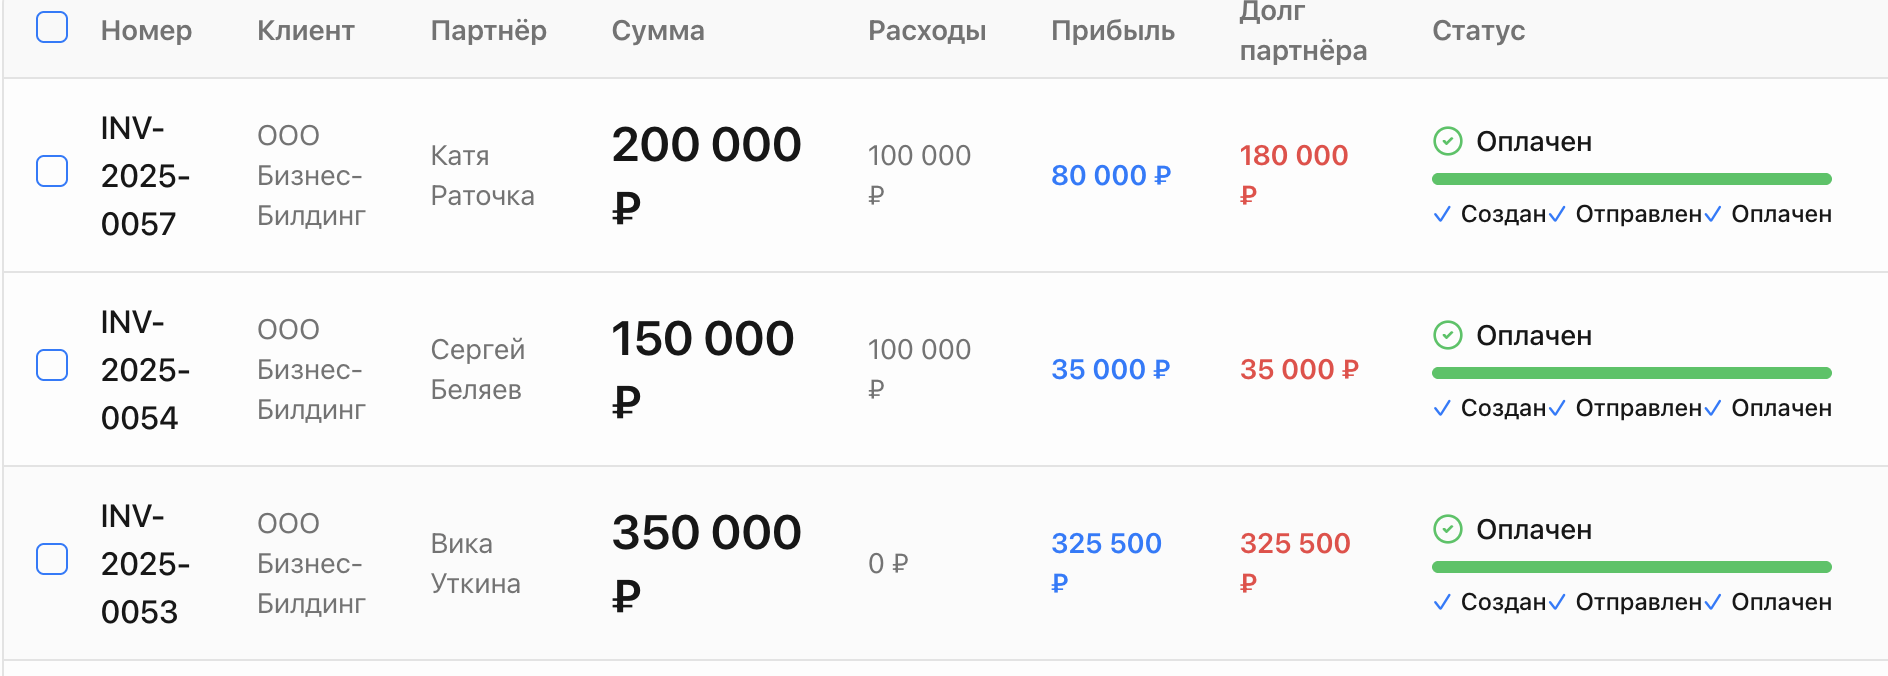 Номер Клиент Партнёр Сумма Расходы Прибыль Долг партнёра Статус
INV-2025-0057 ООО Бизнес-Билдинг Катя Раточка 200 000 ₽ 100 000 ₽ 80 000 ₽ 180 000 ₽ Оплачен
Создан Отправлен Оплачен
INV-2025-0054 ООО Бизнес-Билдинг Сергей Беляев 150 000 ₽ 100 000 ₽ 35 000 ₽ 35 000 ₽ Оплачен
Создан Отправлен Оплачен
INV-2025-0053 ООО Бизнес-Билдинг Вика Уткина 350 000 ₽ 0 ₽ 325 500 ₽ 325 500 ₽ Оплачен
Создан Отправлен Оплачен